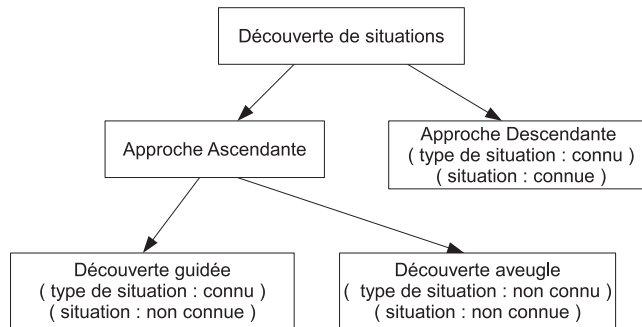 Découverte de situations
Approche Ascendante
Approche Descendante
( type de situation : connu )
( situation : connue )
Découverte guidée
( type de situation : connu )
( situation : non connue )
Découverte aveugle
( type de situation : non connu )
( situation : non connue )